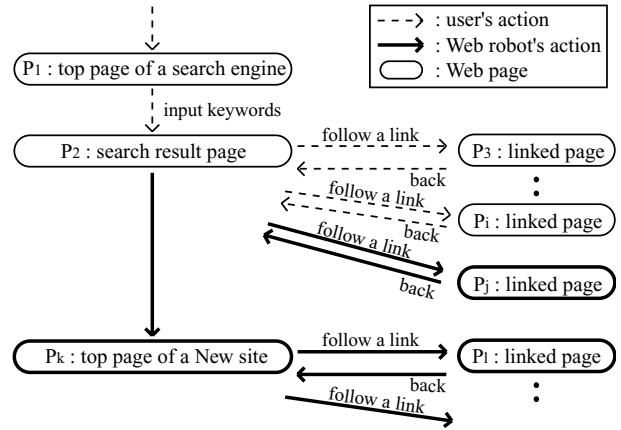 : user's action
: Web robot's action
: Web page
P1 : top page of a search engine
input keywords
P2 : search result page
follow a link
P3 : linked page
back
:
follow a link
back
Pi : linked page
follow a link
back
Pj : linked page
Pk : top page of a New site
follow a link
Pl : linked page
back
:
follow a link